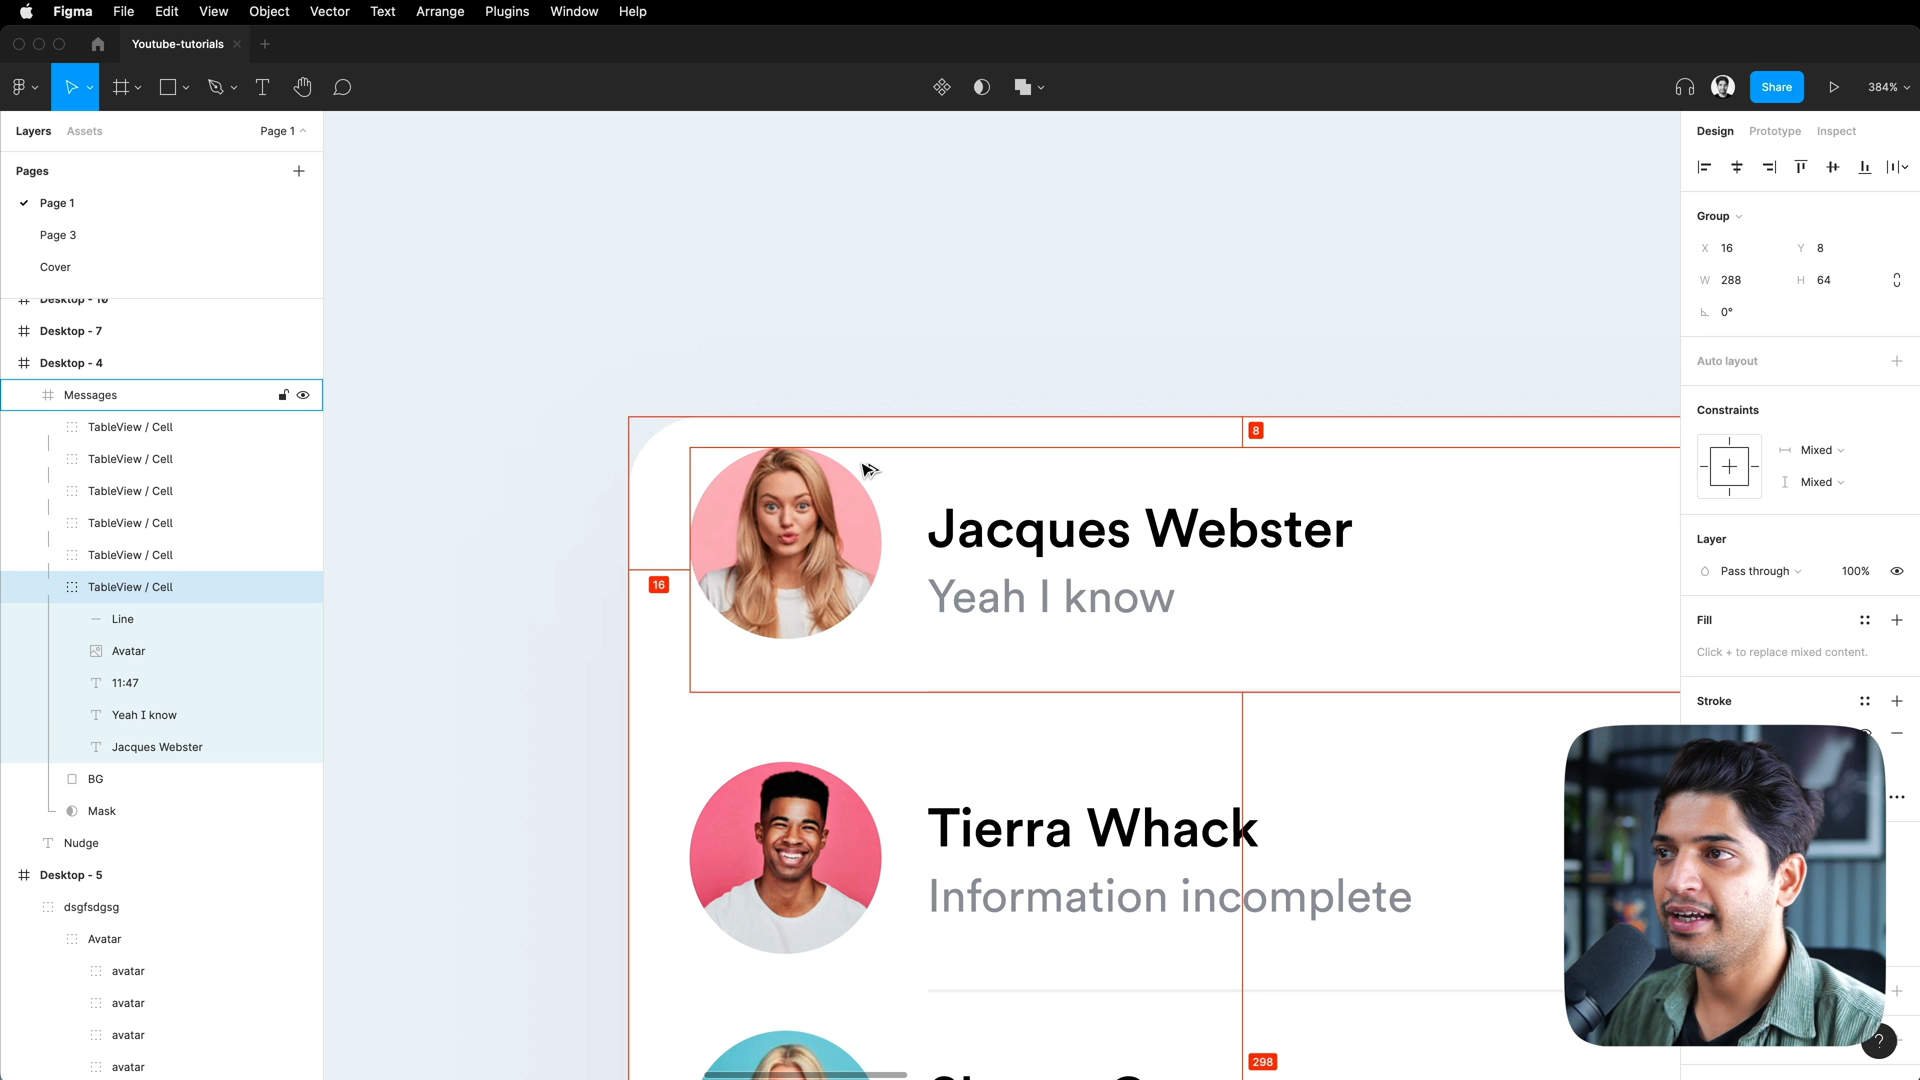 Figma File Edit View Object Vector Text Arrange Plugins Window Help
Youtube-tutorials
Share
384%
Layers Assets Page 1
Pages
Page 1
Page 3
Cover
Desktop - 10
Desktop - 7
Desktop - 4
Messages
TableView / Cell
TableView / Cell
TableView / Cell
TableView / Cell
TableView / Cell
TableView / Cell
Line
Avatar
11:47
Yeah I know
Jacques Webster
BG
Mask
Nudge
Desktop - 5
dsgfsdgsg
Avatar
avatar
avatar
avatar
avatar
8
16
Jacques Webster
Yeah I know
Tierra Whack
Information incomplete
298
Design Prototype Inspect
Group
X 16 Y 8
W 288 H 64
0°
Auto layout
Constraints
Mixed
Mixed
Layer
Pass through 100%
Fill
Click + to replace mixed content.
Stroke
?